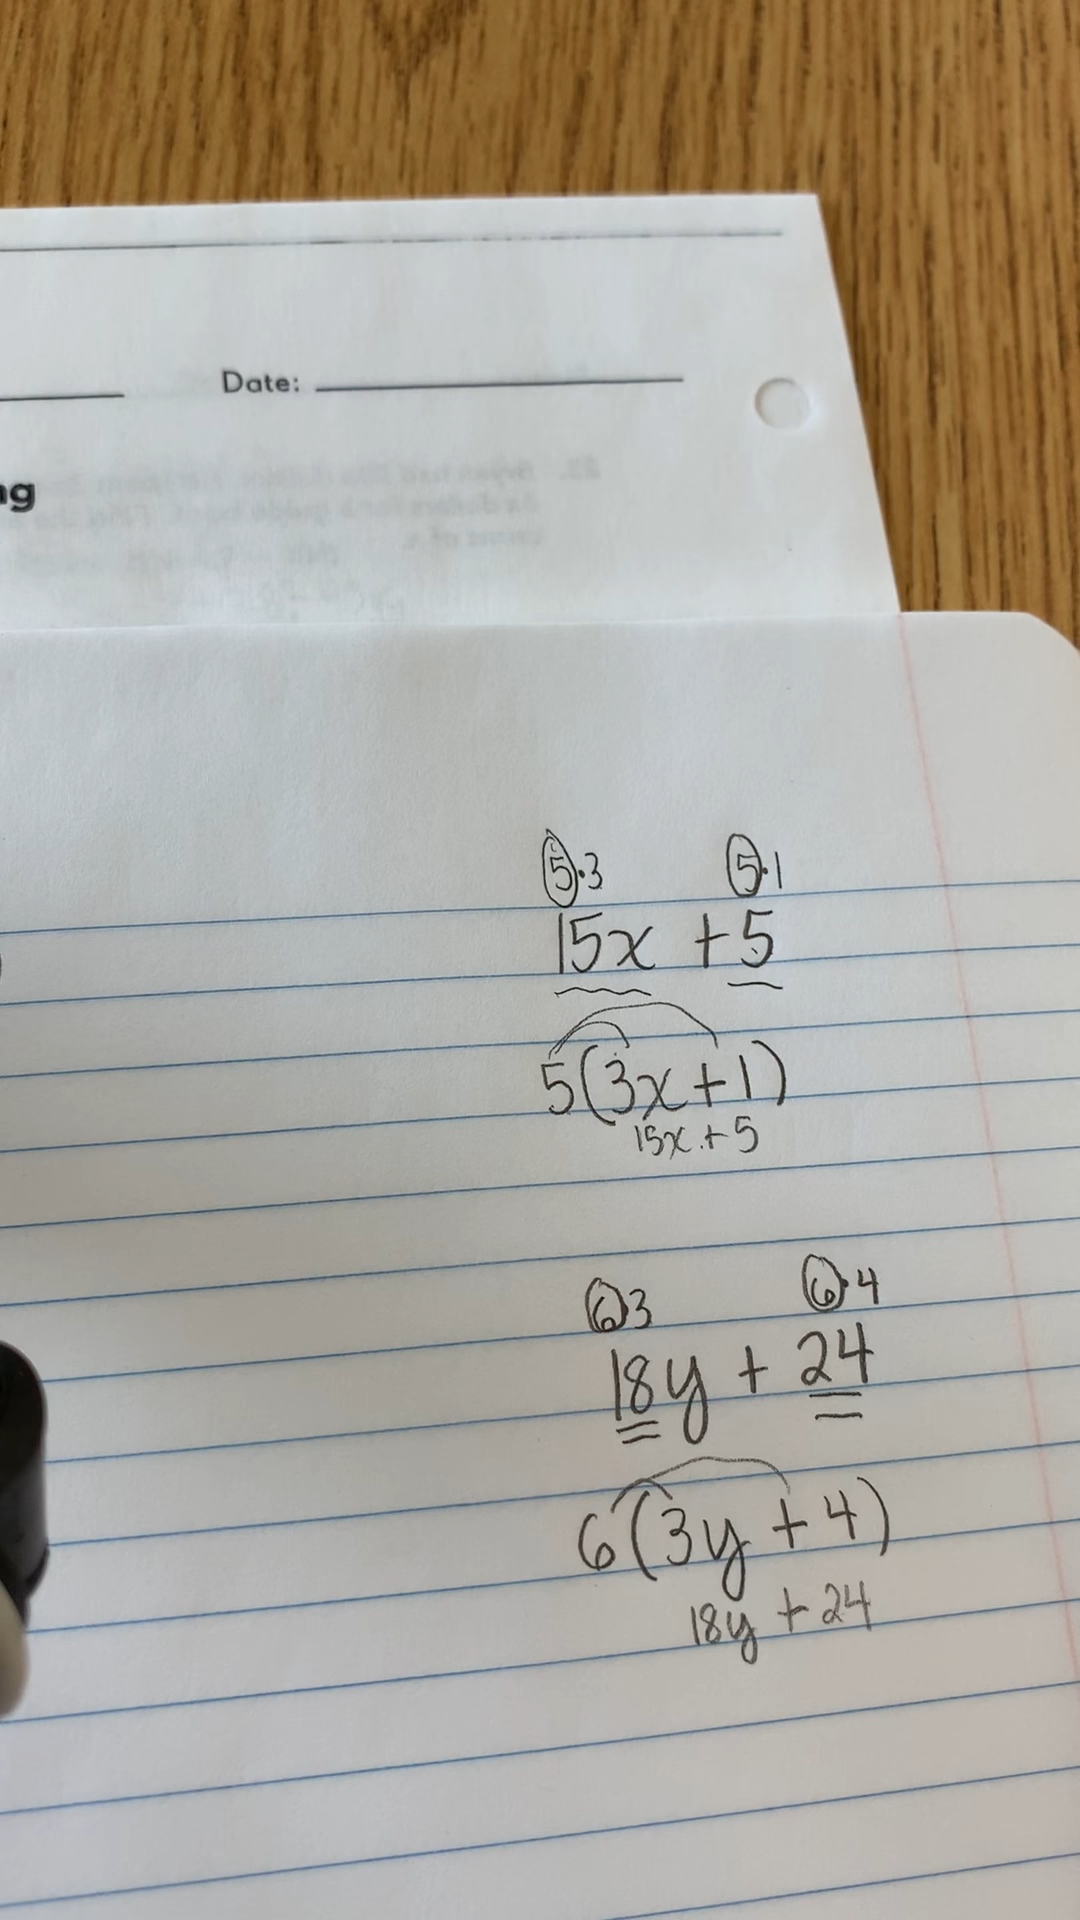 Date:
ng
5·3 5·1
15x + 5
5(3x+1)
15x + 5
6·3 6·4
18y + 24
6(3y + 4)
18y + 24